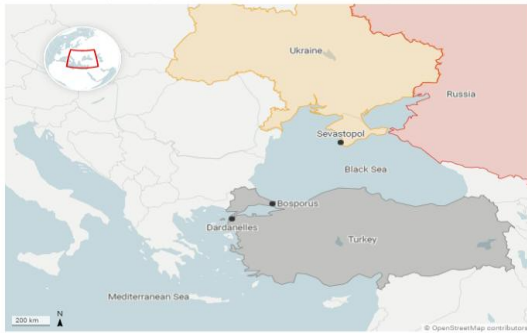 Ukraine
Russia
Sevastopol
Black Sea
Bosporus
Dardanelles
Turkey
Mediterranean Sea
200 km
N
© OpenStreetMap contributors